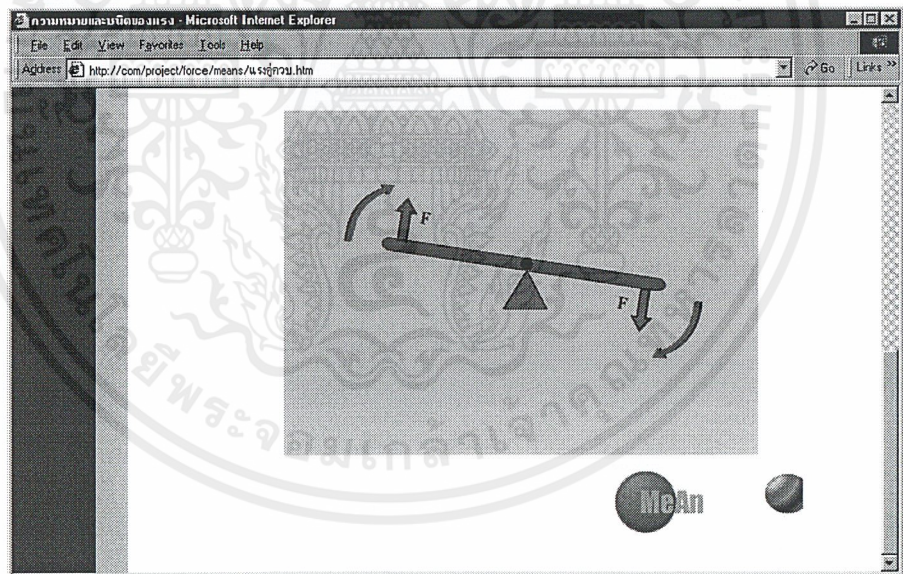 ความหมายและชนิดของแรง - Microsoft Internet Explorer
File Edit View Favorites Tools Help
Address http://com/project/force/means/แรงคู่ควบ.htm Go Links »
F
F
MeAn